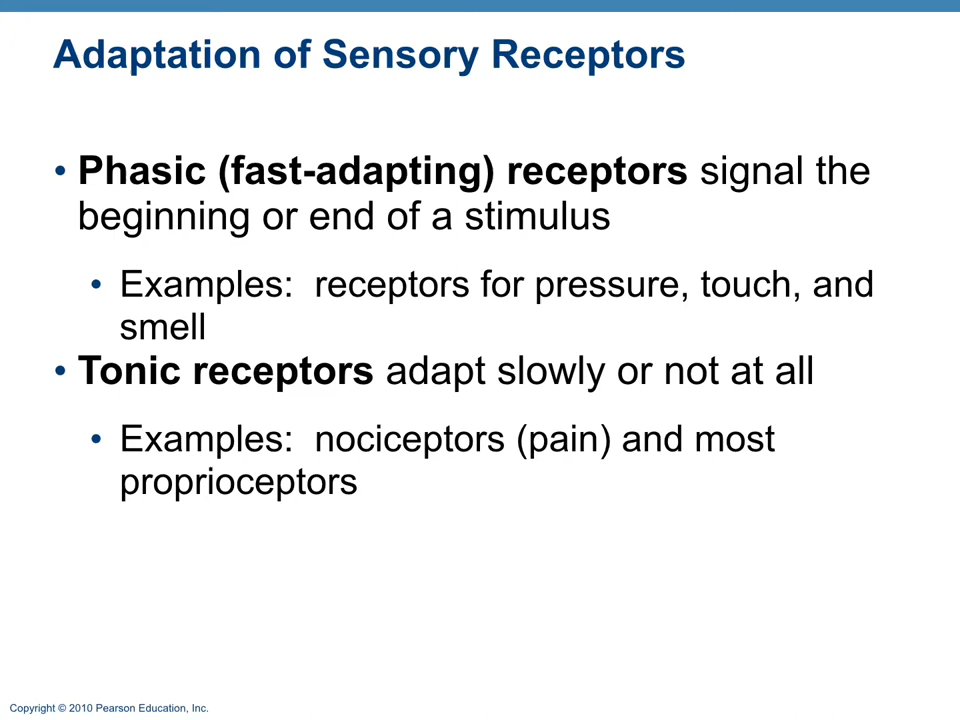 Adaptation of Sensory Receptors
• Phasic (fast-adapting) receptors signal the
beginning or end of a stimulus
• Examples:  receptors for pressure, touch, and
smell
• Tonic receptors adapt slowly or not at all
• Examples:  nociceptors (pain) and most
proprioceptors
Copyright © 2010 Pearson Education, Inc.